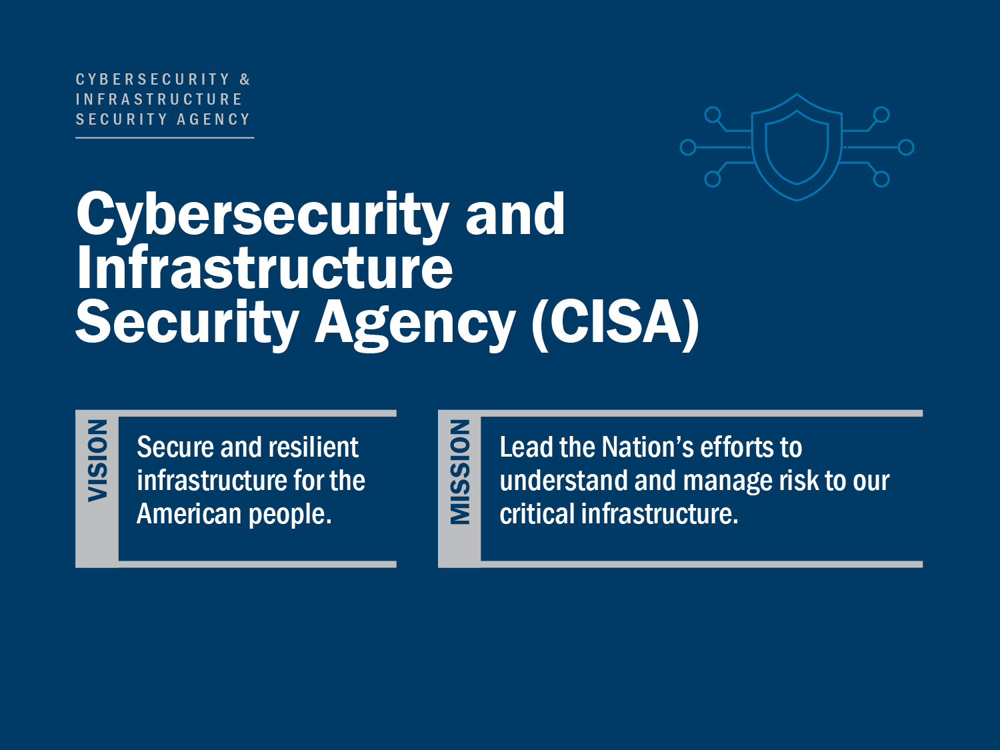 CYBERSECURITY &
INFRASTRUCTURE
SECURITY AGENCY
Cybersecurity and
Infrastructure
Security Agency (CISA)
VISION
Secure and resilient
infrastructure for the
American people.
MISSION
Lead the Nation’s efforts to
understand and manage risk to our
critical infrastructure.